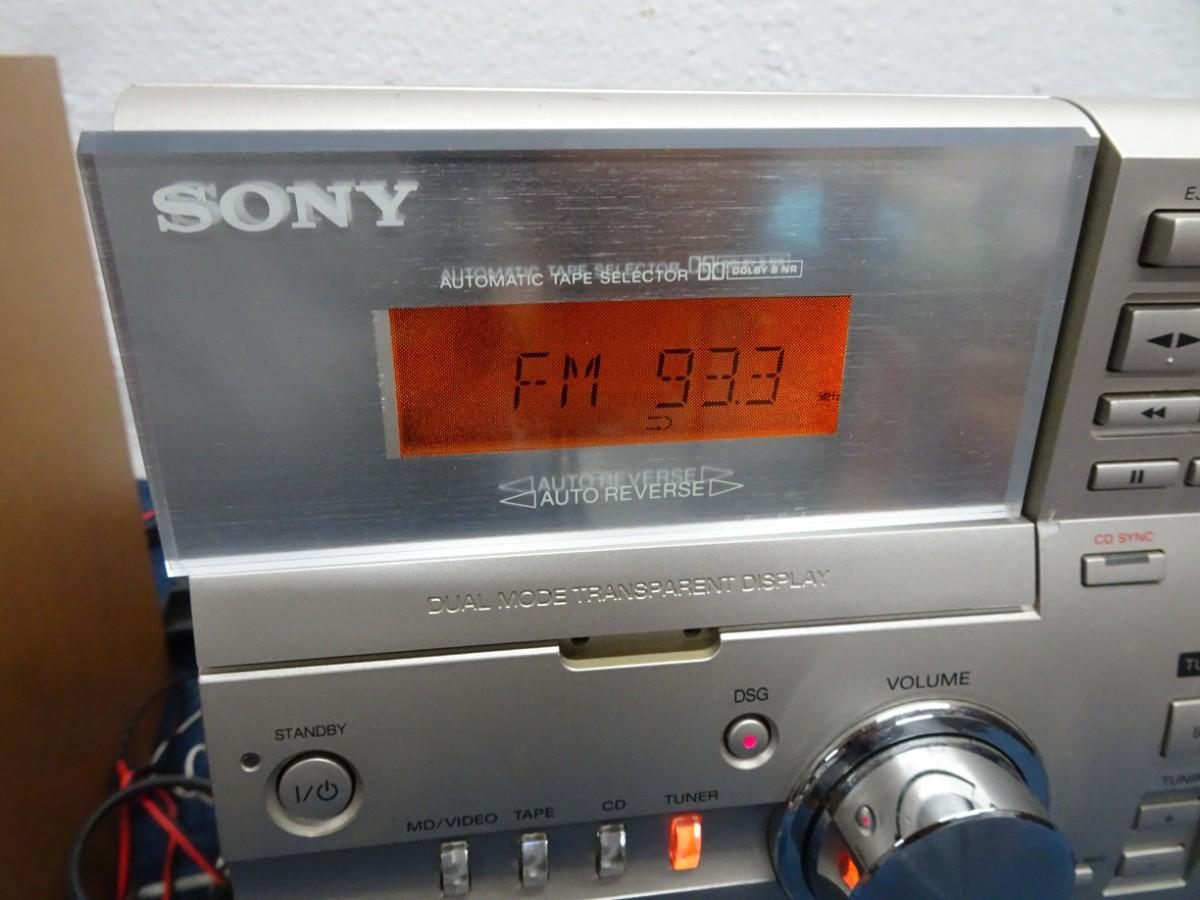 SONY
AUTOMATIC TAPE SELECTOR DOLBY B NR
FM 93.3
MHz
AUTO REVERSE
DUAL MODE TRANSPARENT DISPLAY
CD SYNC
STANDBY
I/
DSG
VOLUME
MD/VIDEO TAPE CD TUNER